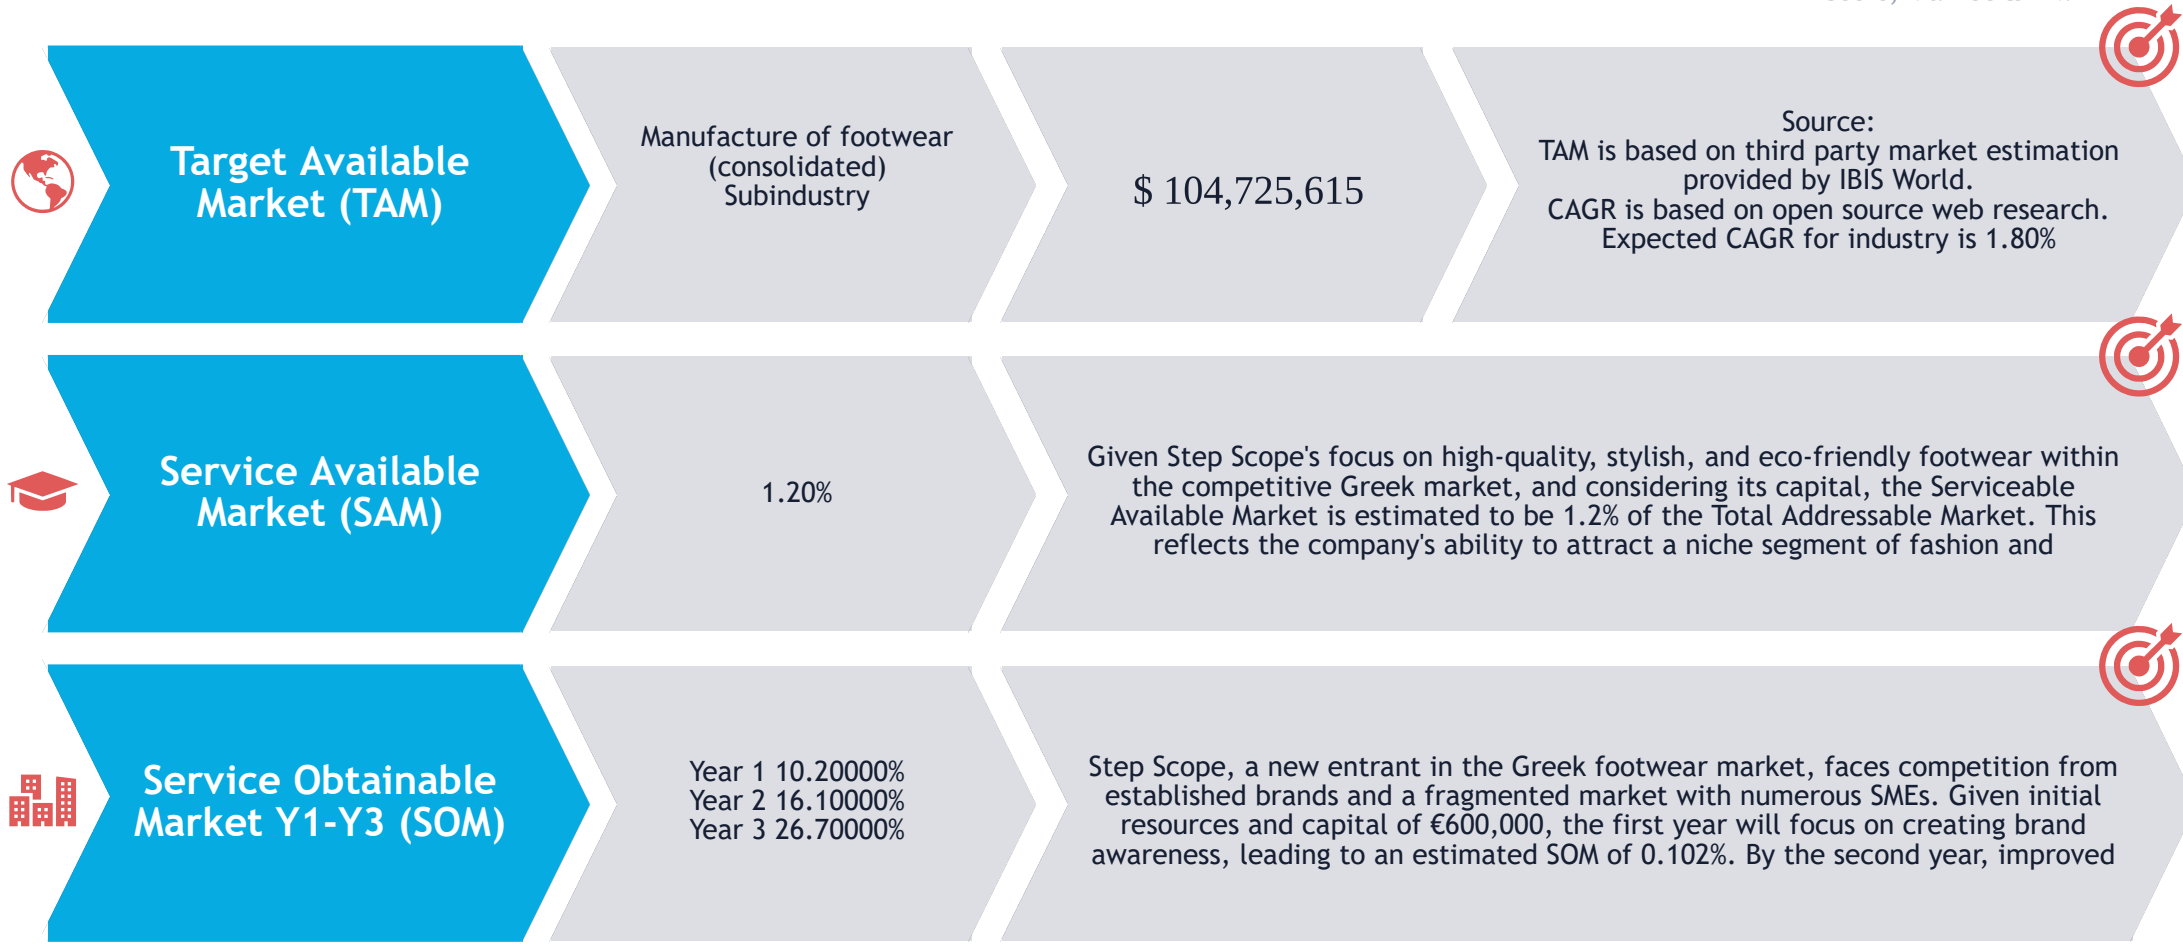 Target Available
Market (TAM)
Manufacture of footwear
(consolidated)
Subindustry
$ 104,725,615
Source:
TAM is based on third party market estimation
provided by IBIS World.
CAGR is based on open source web research.
Expected CAGR for industry is 1.80%
Service Available
Market (SAM)
1.20%
Given Step Scope's focus on high-quality, stylish, and eco-friendly footwear within
the competitive Greek market, and considering its capital, the Serviceable
Available Market is estimated to be 1.2% of the Total Addressable Market. This
reflects the company's ability to attract a niche segment of fashion and
Service Obtainable
Market Y1-Y3 (SOM)
Year 1 10.20000%
Year 2 16.10000%
Year 3 26.70000%
Step Scope, a new entrant in the Greek footwear market, faces competition from
established brands and a fragmented market with numerous SMEs. Given initial
resources and capital of €600,000, the first year will focus on creating brand
awareness, leading to an estimated SOM of 0.102%. By the second year, improved